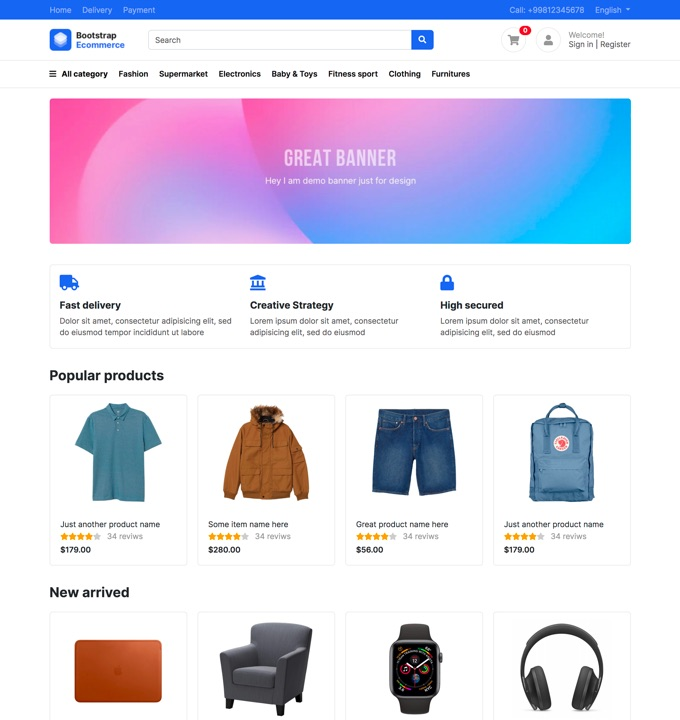 Home Delivery Payment Call: +99812345678 English
Bootstrap
Ecommerce
Search
0
Welcome!
Sign in | Register
All category Fashion Supermarket Electronics Baby & Toys Fitness sport Clothing Furnitures
GREAT BANNER
Hey I am demo banner just for design
Fast delivery
Dolor sit amet, consectetur adipisicing elit, sed
do eiusmod tempor incididunt ut labore
Creative Strategy
Lorem ipsum dolor sit amet, consectetur
adipisicing elit, sed do eiusmod
High secured
Lorem ipsum dolor sit amet, consectetur
adipisicing elit, sed do eiusmod
Popular products
Just another product name
34 reviws
$179.00
Some item name here
34 reviws
$280.00
Great product name here
34 reviws
$56.00
Just another product name
34 reviws
$179.00
New arrived